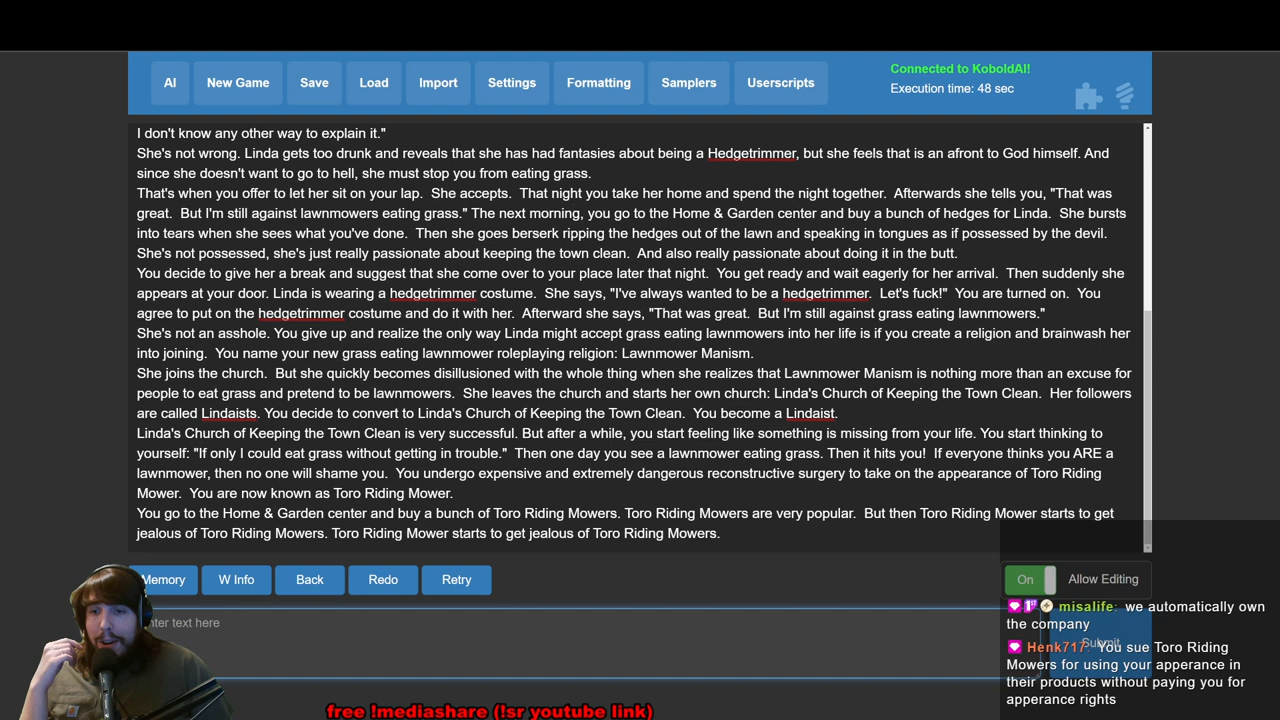 AI
New Game
Save
Load
Import
Settings
Formatting
Samplers
Userscripts
Connected to KoboldAI!
Execution time: 48 sec
I don't know any other way to explain it."
She's not wrong. Linda gets too drunk and reveals that she has had fantasies about being a Hedgetrimmer, but she feels that is an afront to God himself. And
since she doesn't want to go to hell, she must stop you from eating grass.
That's when you offer to let her sit on your lap. She accepts. That night you take her home and spend the night together. Afterwards she tells you, "That was
great. But I'm still against lawnmowers eating grass." The next morning, you go to the Home & Garden center and buy a bunch of hedges for Linda. She bursts
into tears when she sees what you've done. Then she goes berserk ripping the hedges out of the lawn and speaking in tongues as if possessed by the devil.
She's not possessed, she's just really passionate about keeping the town clean. And also really passionate about doing it in the butt.
You decide to give her a break and suggest that she come over to your place later that night. You get ready and wait eagerly for her arrival. Then suddenly she
appears at your door. Linda is wearing a hedgetrimmer costume. She says, "I've always wanted to be a hedgetrimmer. Let's fuck!" You are turned on. You
agree to put on the hedgetrimmer costume and do it with her. Afterward she says, "That was great. But I'm still against grass eating lawnmowers."
She's not an asshole. You give up and realize the only way Linda might accept grass eating lawnmowers into her life is if you create a religion and brainwash her
into joining. You name your new grass eating lawnmower roleplaying religion: Lawnmower Manism.
She joins the church. But she quickly becomes disillusioned with the whole thing when she realizes that Lawnmower Manism is nothing more than an excuse for
people to eat grass and pretend to be lawnmowers. She leaves the church and starts her own church: Linda's Church of Keeping the Town Clean. Her followers
are called Lindaists. You decide to convert to Linda's Church of Keeping the Town Clean. You become a Lindaist.
Linda's Church of Keeping the Town Clean is very successful. But after a while, you start feeling like something is missing from your life. You start thinking to
yourself: "If only I could eat grass without getting in trouble." Then one day you see a lawnmower eating grass. Then it hits you! If everyone thinks you ARE a
lawnmower, then no one will shame you. You undergo expensive and extremely dangerous reconstructive surgery to take on the appearance of Toro Riding
Mower. You are now known as Toro Riding Mower.
You go to the Home & Garden center and buy a bunch of Toro Riding Mowers. Toro Riding Mowers are very popular. But then Toro Riding Mower starts to get
jealous of Toro Riding Mowers. Toro Riding Mower starts to get jealous of Toro Riding Mowers.
Memory
W Info
Back
Redo
Retry
On
Allow Editing
nter text here
Submit
misalife: we automatically own
the company
Henk717: You sue Toro Riding
Mowers for using your apperance in
their products without paying you for
apperance rights
free !mediashare (!sr youtube link)